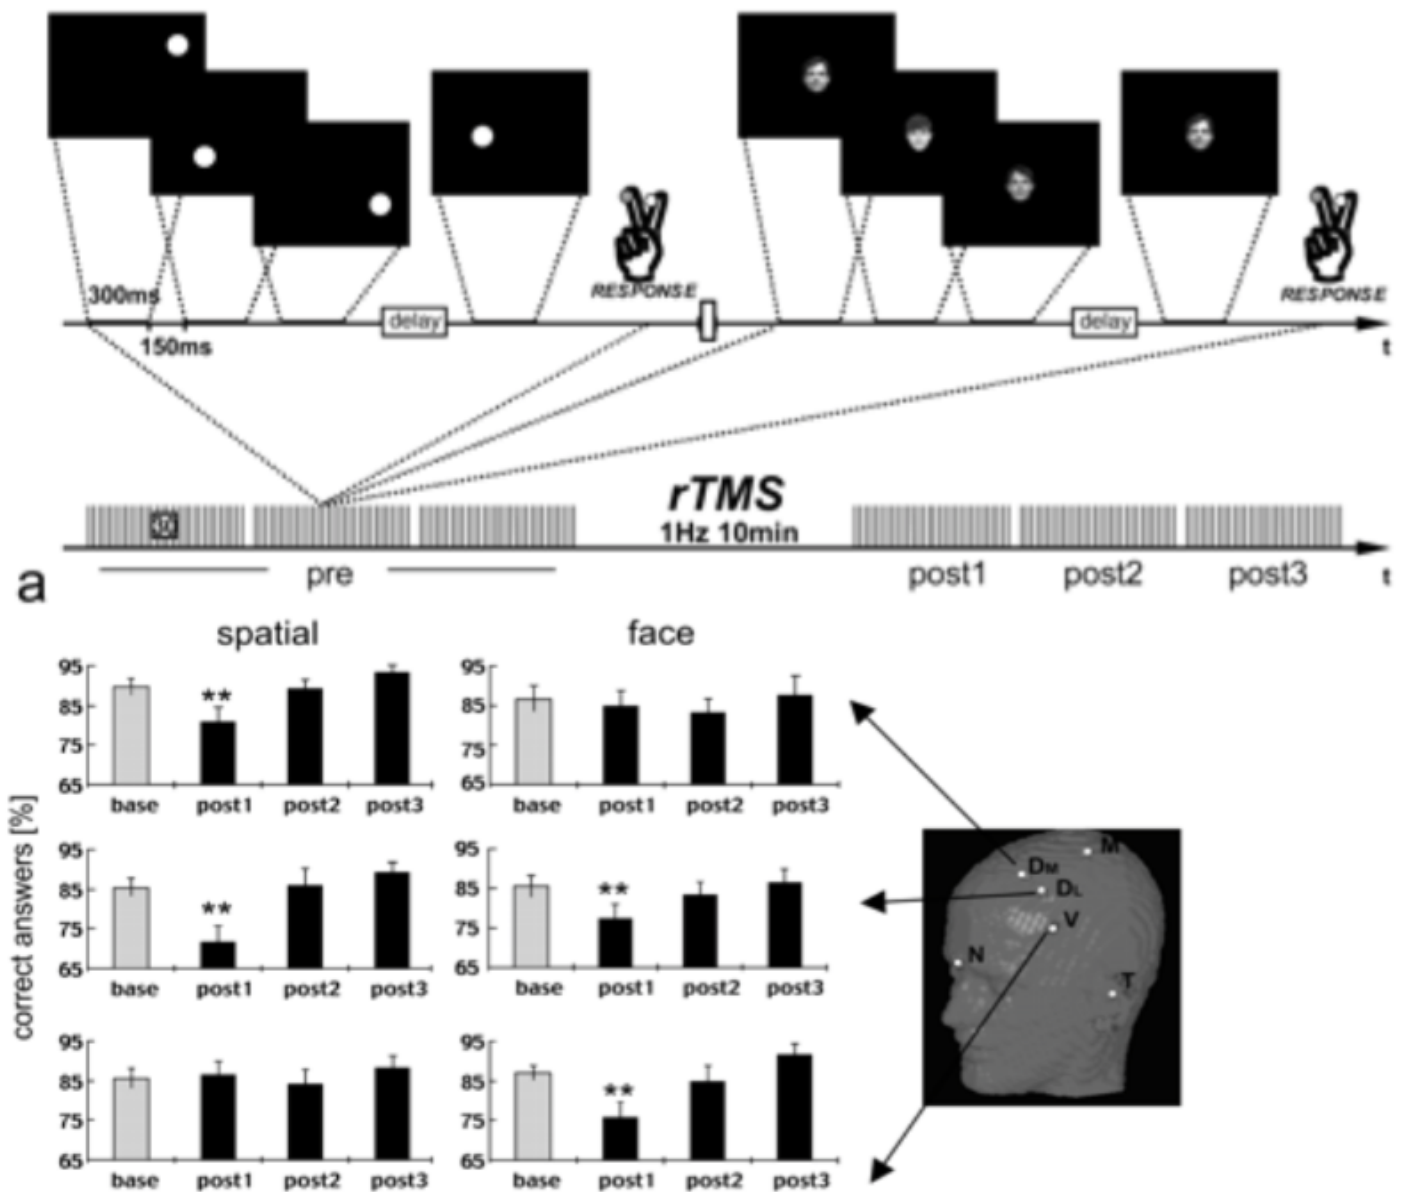 300ms
150ms
delay
RESPONSE
delay
RESPONSE
t
rTMS
1Hz 10min
pre
post1 post2 post3
t
a
spatial face
correct answers [%]
95
85
75
65
base post1 post2 post3
**
95
85
75
65
base post1 post2 post3
95
85
75
65
base post1 post2 post3
**
95
85
75
65
base post1 post2 post3
**
95
85
75
65
base post1 post2 post3
95
85
75
65
base post1 post2 post3
**
M
DM
DL
V
N
T